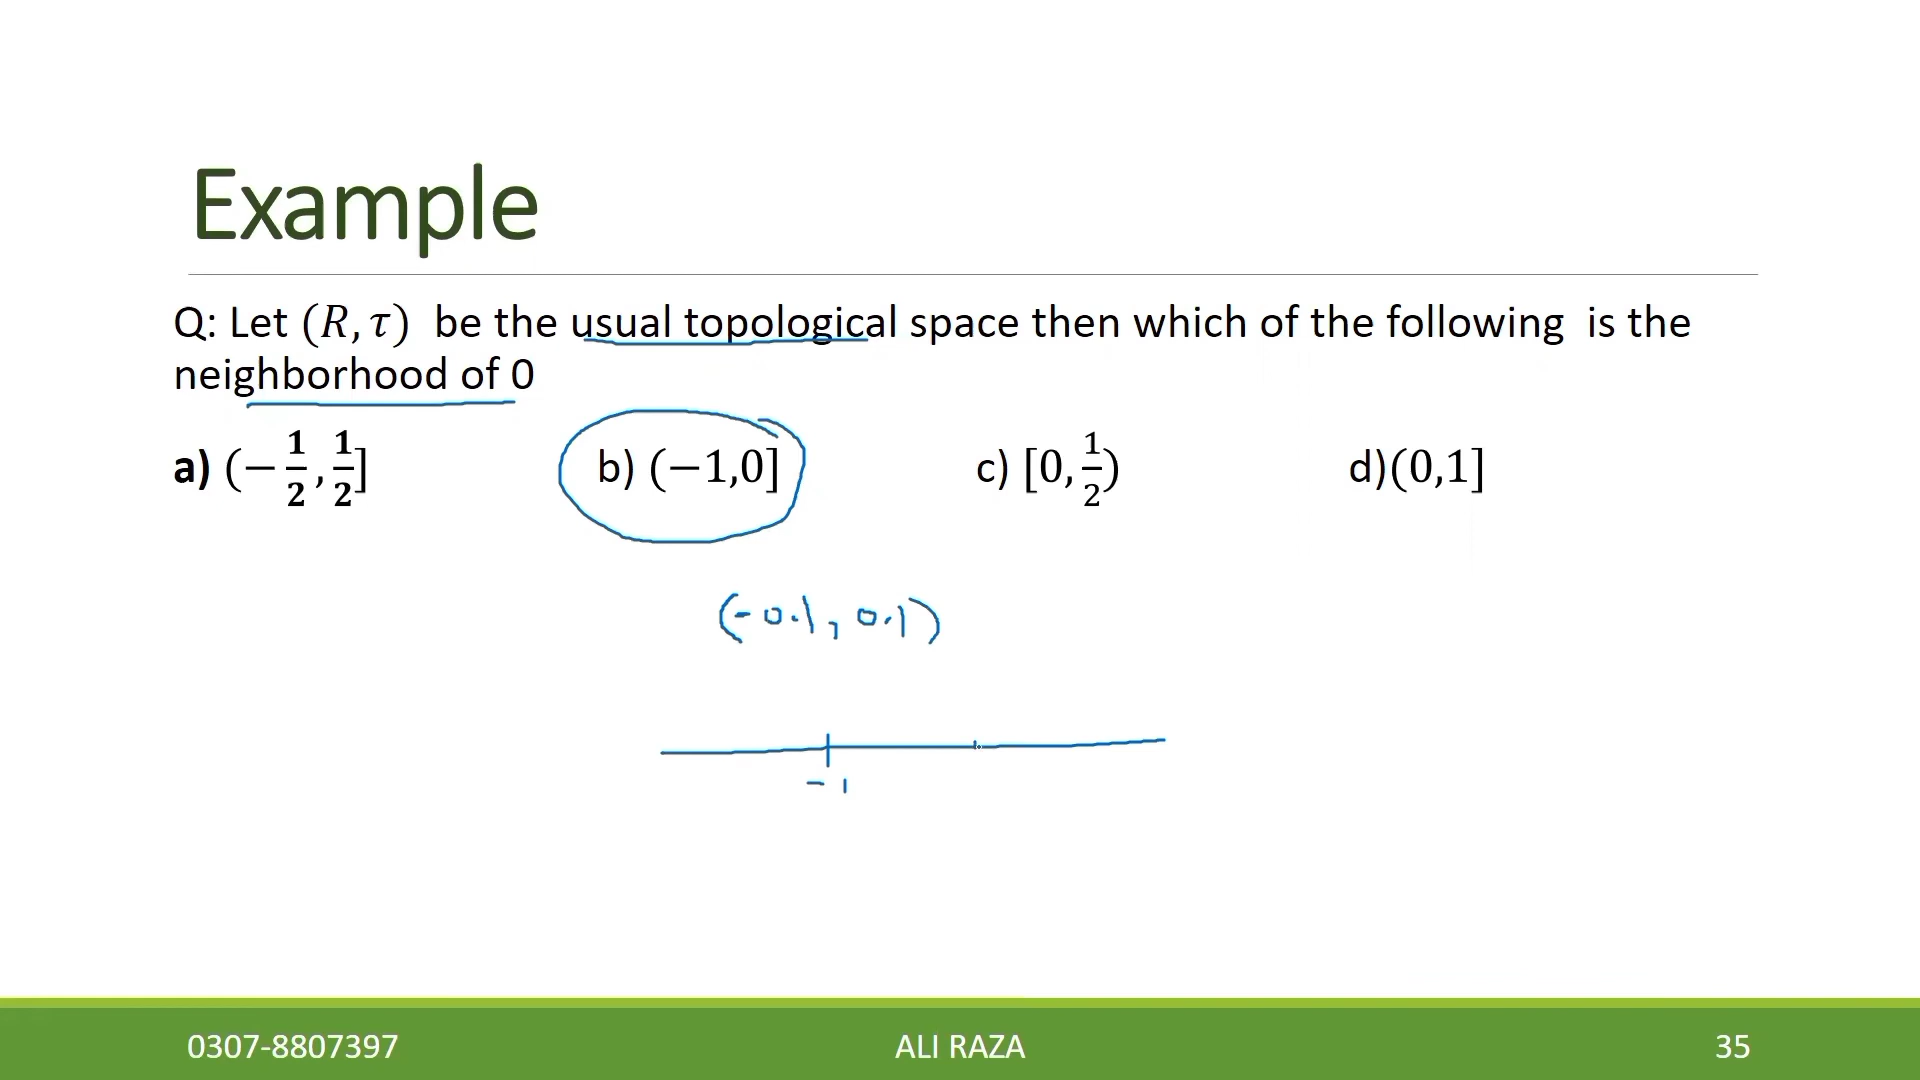 Example
Q: Let (R, τ) be the usual topological space then which of the following is the
neighborhood of 0
a) (−1/2, 1/2] b) (−1,0] c) [0, 1/2) d)(0,1]
(-0.1, 0.1)
-1
0307-8807397 ALI RAZA 35